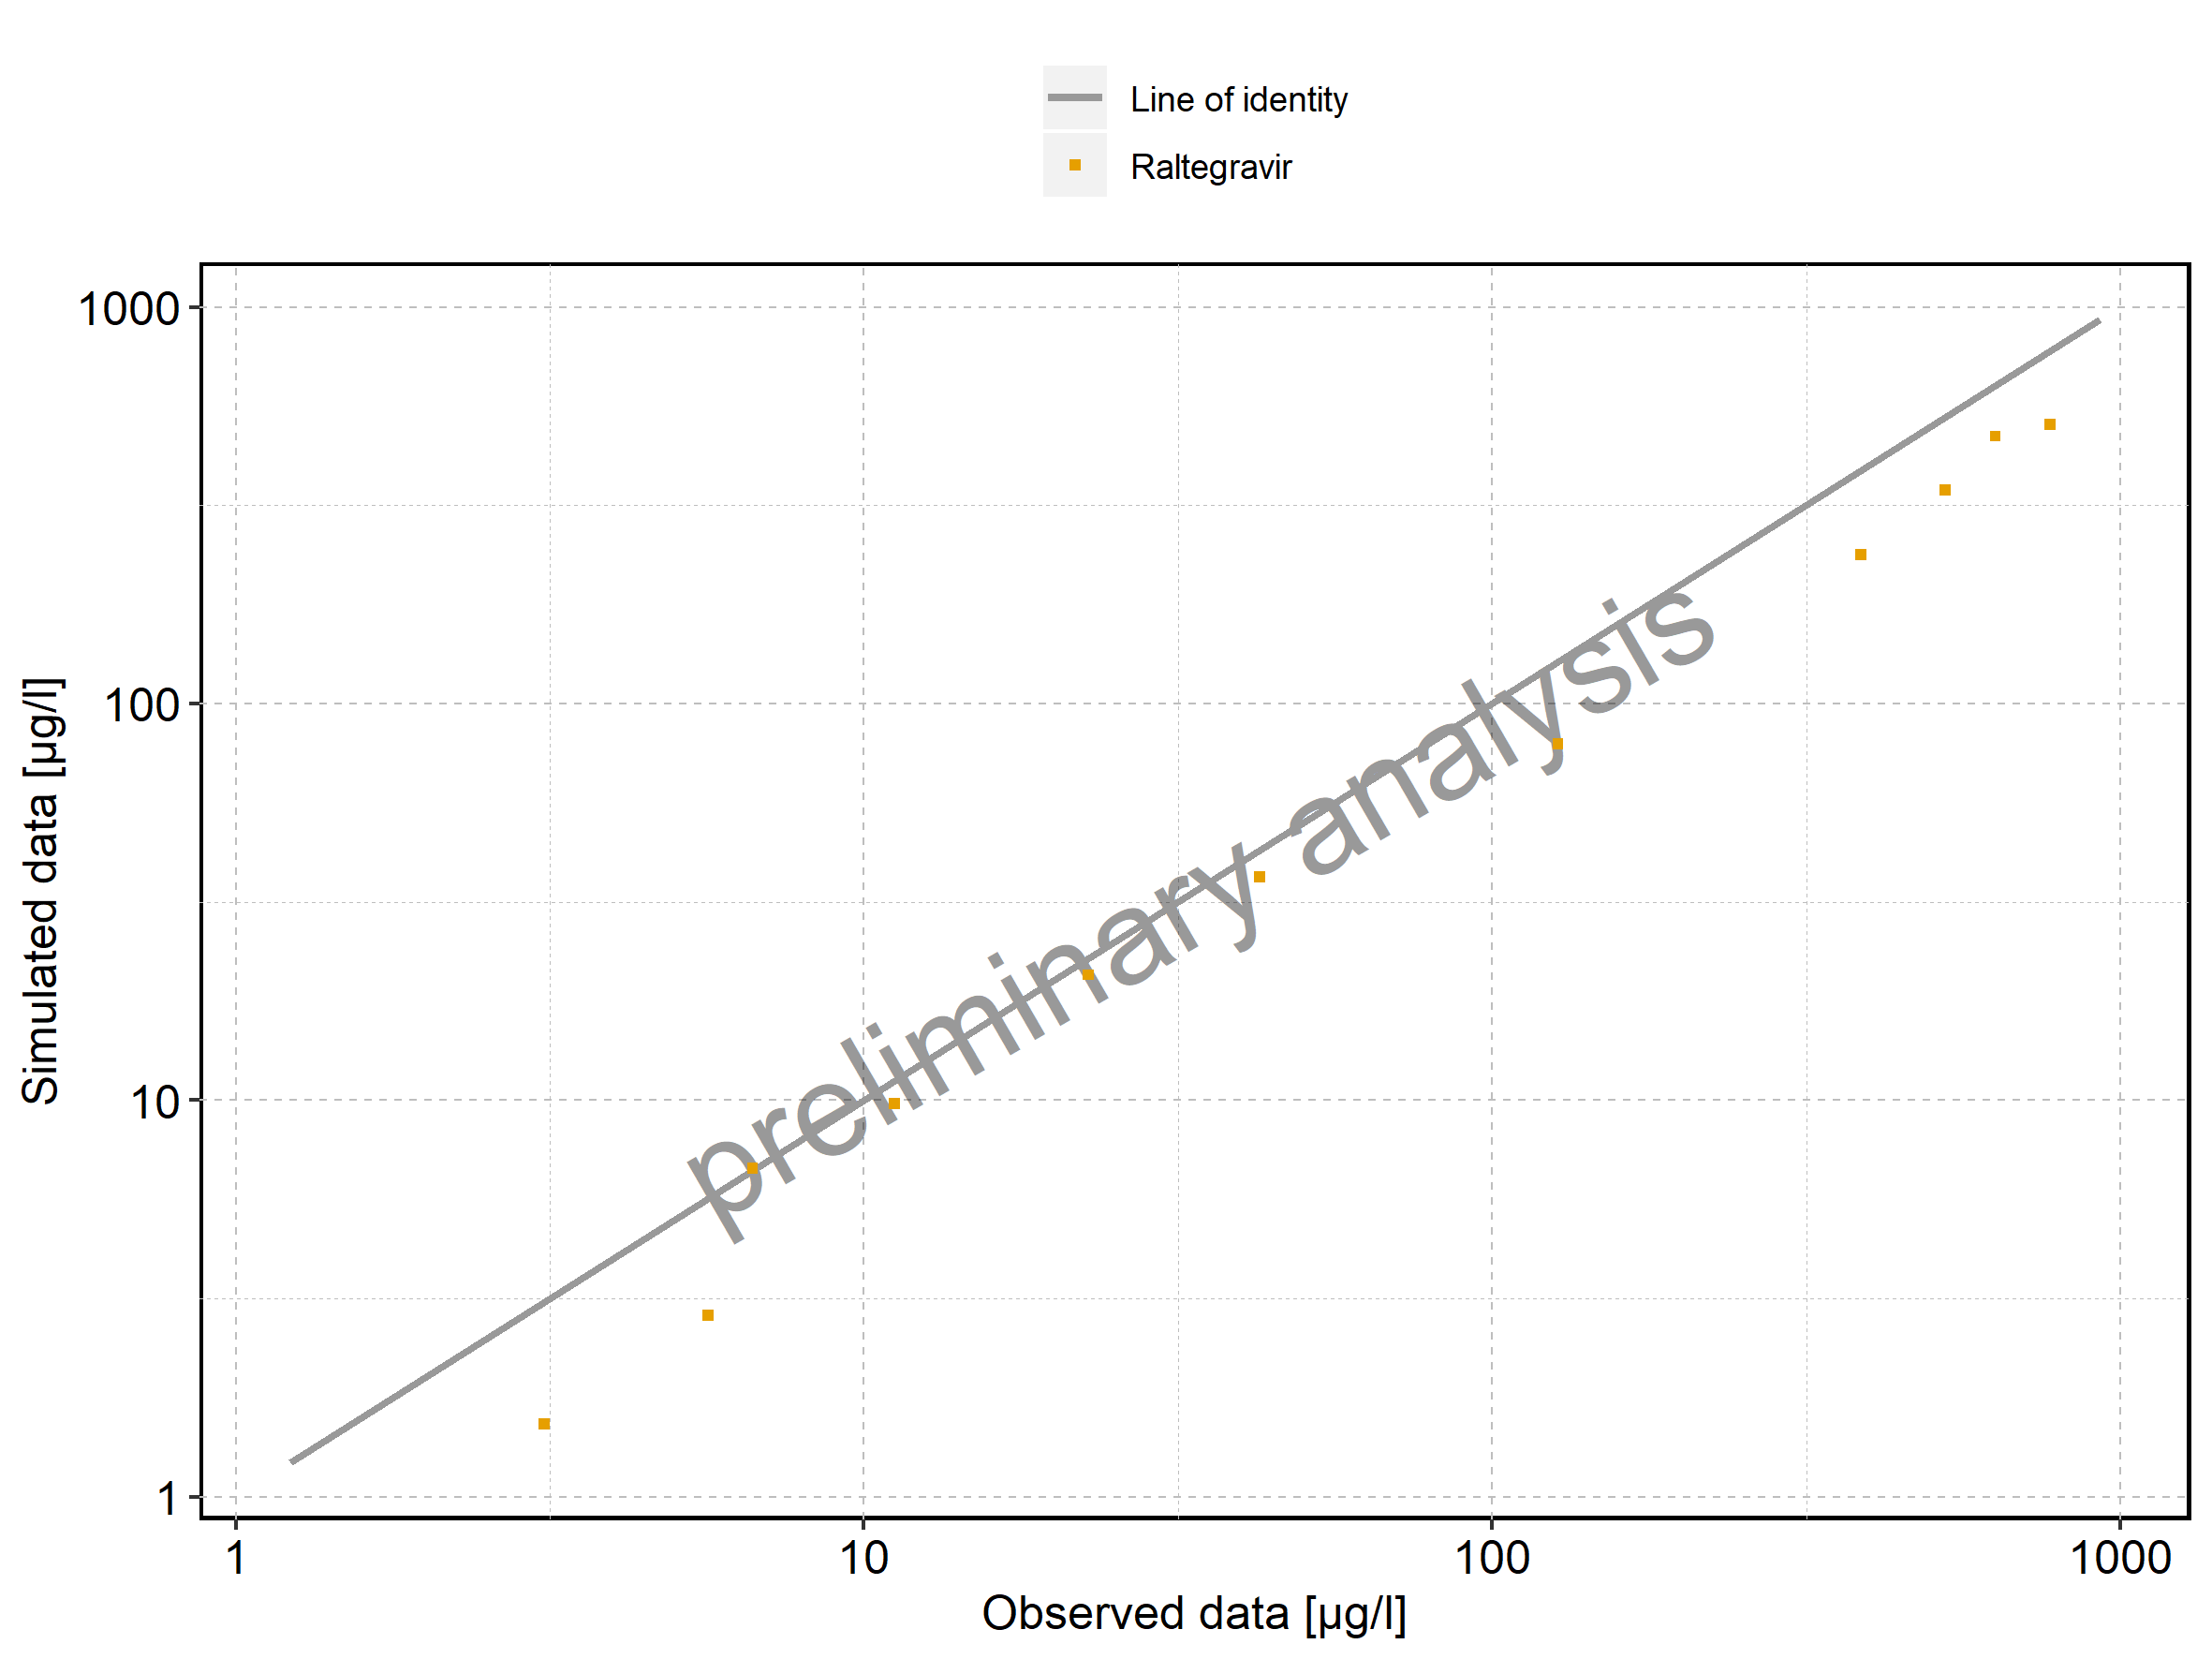 Line of identity
Raltegravir
1000
100
10
1
Simulated data [µg/l]
preliminary analysis
1
10
100
1000
Observed data [µg/l]